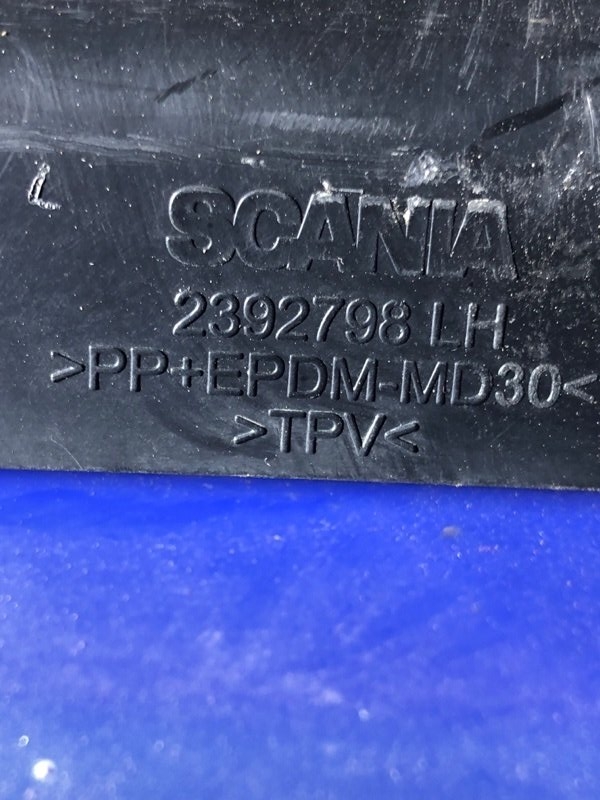 L
SCANIA
2392798 LH
>PP+EPDM-MD30<
>TPV<